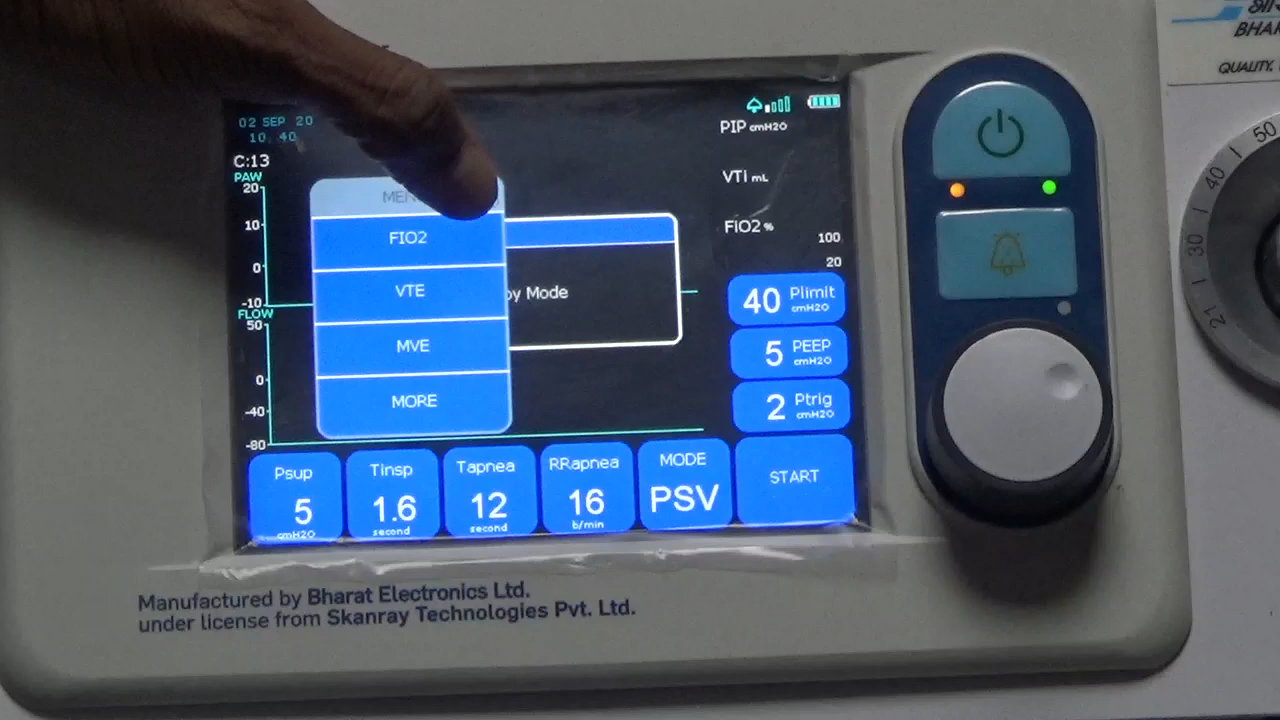 02 SEP 20
10. 40
C:13
PAW
20
10
0
-10
FLOW
50
0
-40
-80
FIO2
VTE
MVE
MORE
Mode
PIP cmH2O
VTi mL
FiO2 %
100
20
40 Plimit cmH2O
5 PEEP cmH2O
2 Ptrig cmH2O
Psup
5
cmH2O
Tinsp
1.6
second
Tapnea
12
second
RRapnea
16
b/min
MODE
PSV
START
Manufactured by Bharat Electronics Ltd.
under license from Skanray Technologies Pvt. Ltd.
QUALITY,
50
40
30
21